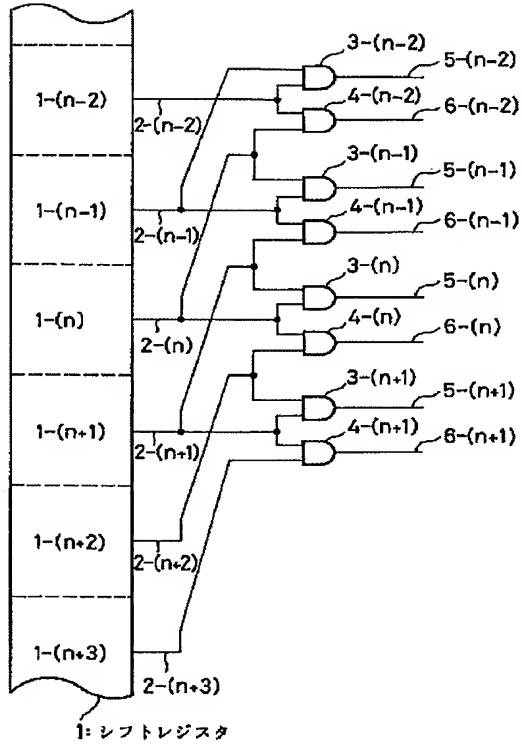 3-(n-2)
5-(n-2)
1-(n-2)
4-(n-2)
6-(n-2)
2-(n-2)
3-(n-1)
5-(n-1)
1-(n-1)
4-(n-1)
2-(n-1)
6-(n-1)
3-(n)
5-(n)
1-(n)
4-(n)
2-(n)
6-(n)
3-(n+1)
5-(n+1)
1-(n+1)
4-(n+1)
2-(n+1)
6-(n+1)
1-(n+2)
2-(n+2)
1-(n+3)
2-(n+3)
1:シフトレジスタ